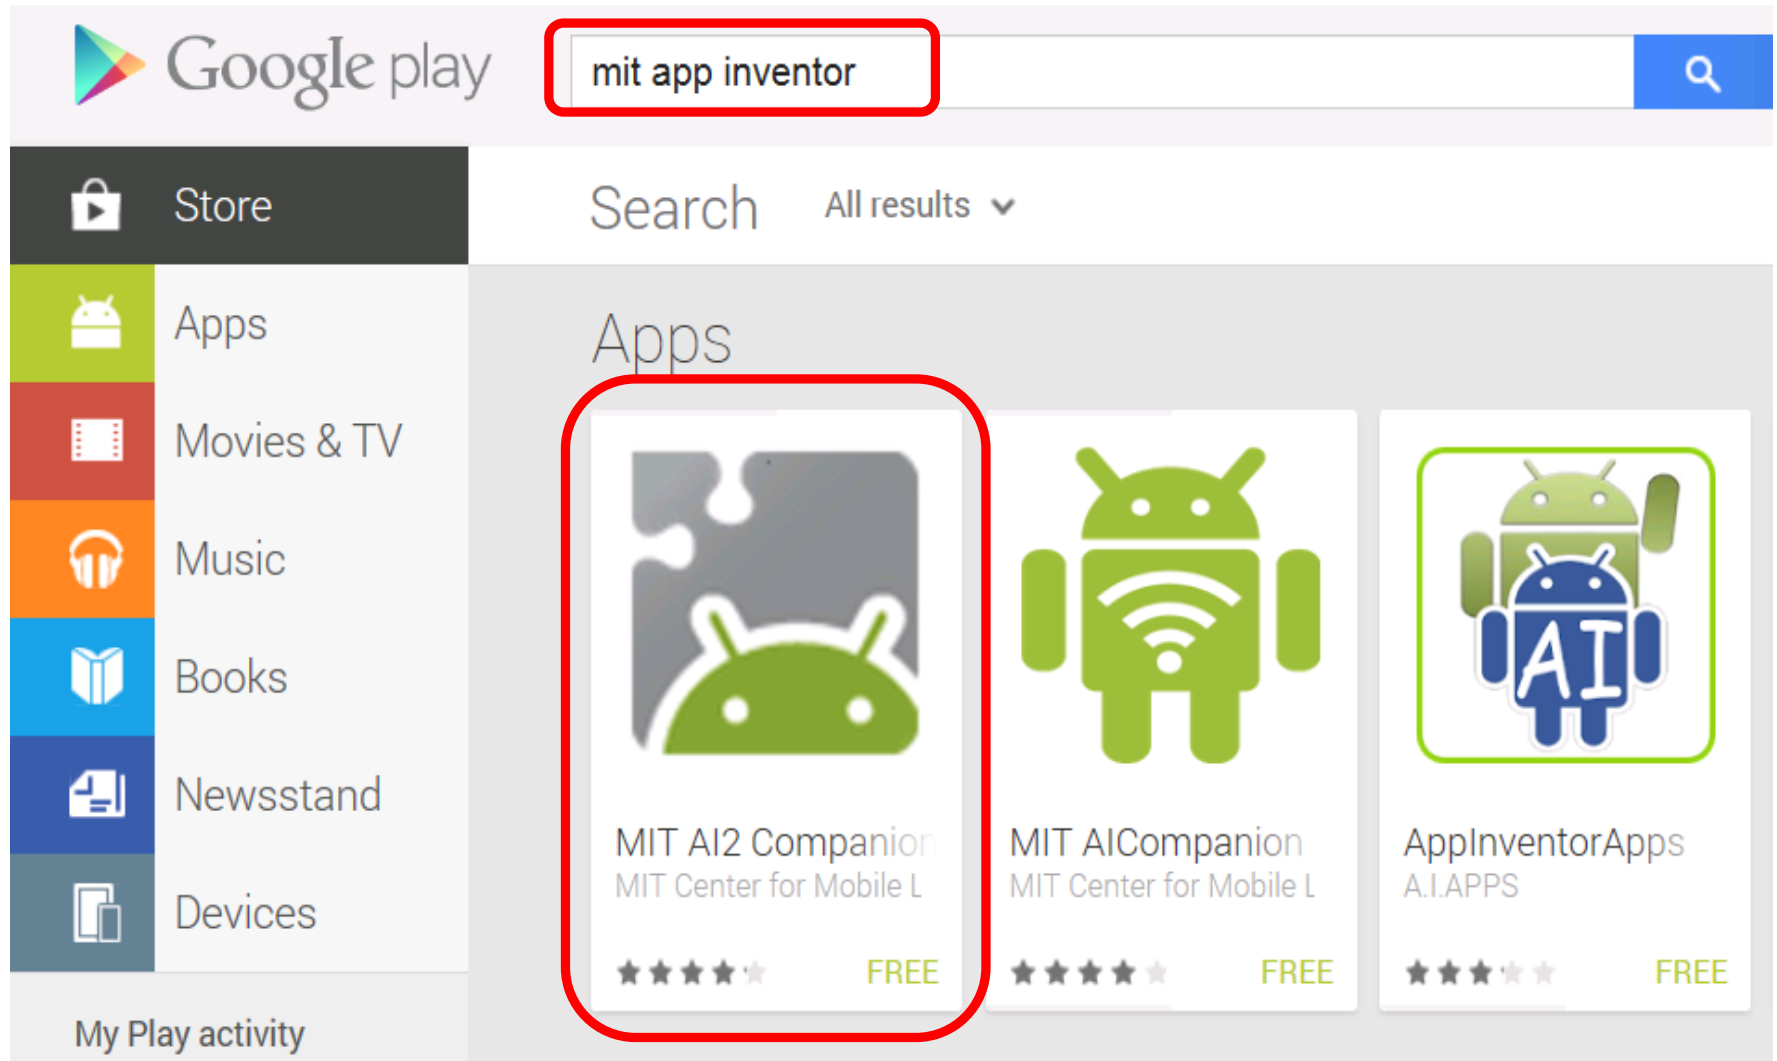 Google play
mit app inventor
Store
Search All results
Apps
Movies & TV
Music
Books
Newsstand
Devices
My Play activity
Apps
MIT AI2 Companion
MIT Center for Mobile L
FREE
MIT AICompanion
MIT Center for Mobile L
FREE
AI
AppInventorApps
A.I.APPS
FREE